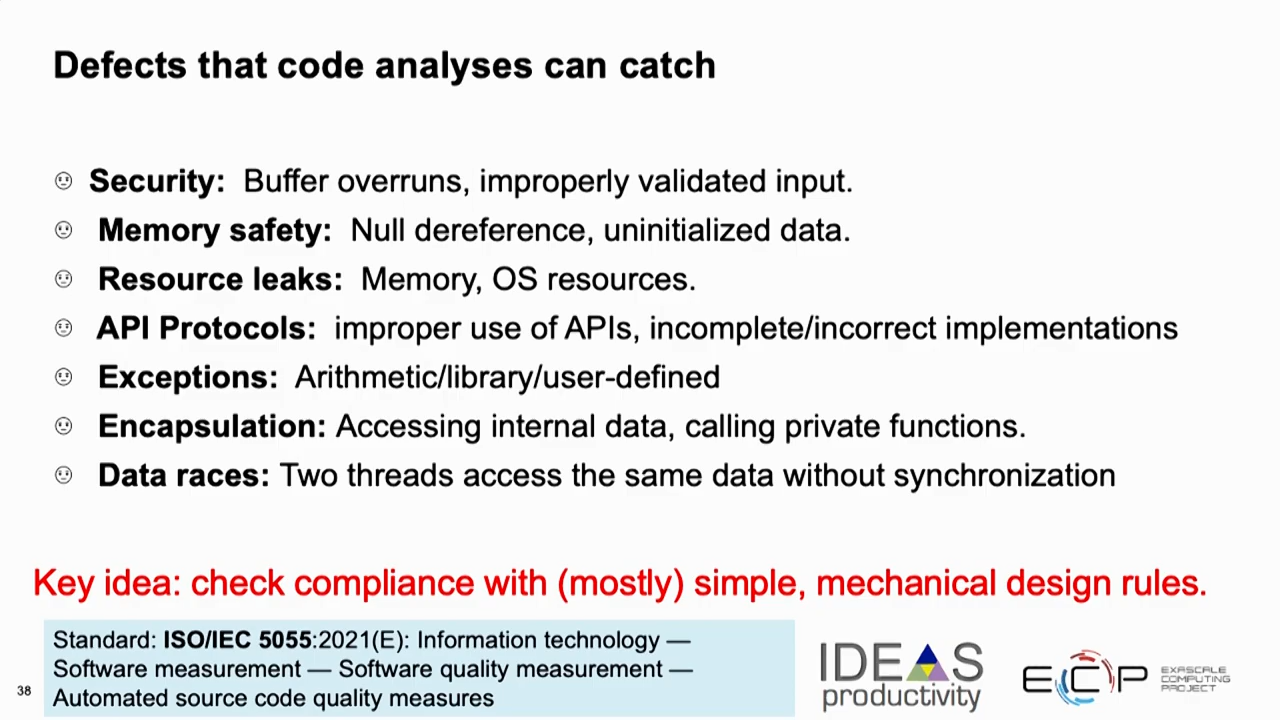 Defects that code analyses can catch
Security: Buffer overruns, improperly validated input.
Memory safety: Null dereference, uninitialized data.
Resource leaks: Memory, OS resources.
API Protocols: improper use of APIs, incomplete/incorrect implementations
Exceptions: Arithmetic/library/user-defined
Encapsulation: Accessing internal data, calling private functions.
Data races: Two threads access the same data without synchronization
Key idea: check compliance with (mostly) simple, mechanical design rules.
Standard: ISO/IEC 5055:2021(E): Information technology —
Software measurement — Software quality measurement —
Automated source code quality measures
38
IDEAS
productivity
ECP
EXASCALE
COMPUTING
PROJECT